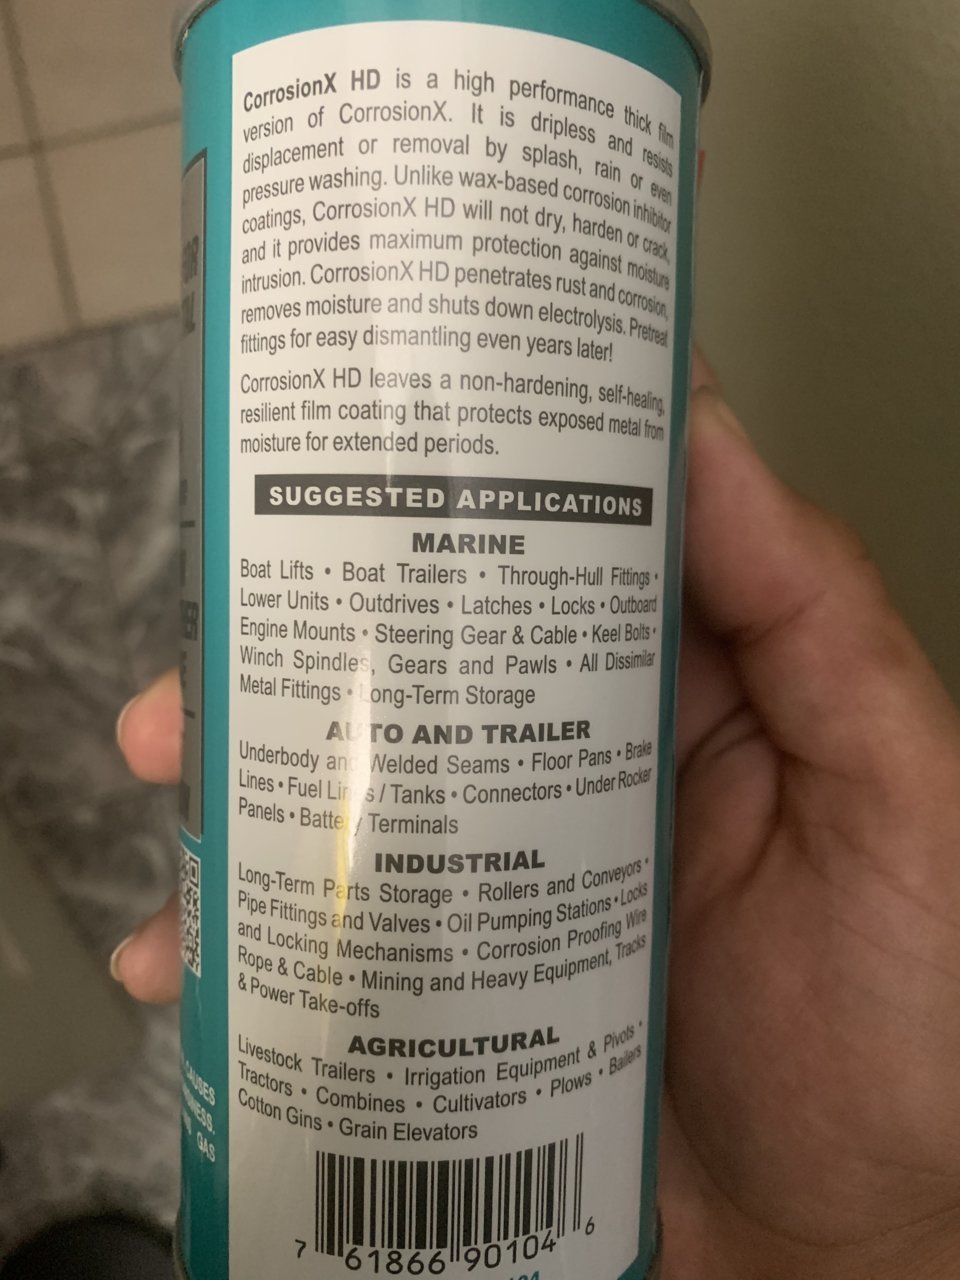 CorrosionX HD is a high performance thick film
version of CorrosionX. It is dripless and resists
displacement or removal by splash, rain or even
pressure washing. Unlike wax-based corrosion inhibitor
coatings, CorrosionX HD will not dry, harden or crack,
and it provides maximum protection against moisture
intrusion. CorrosionX HD penetrates rust and corrosion,
removes moisture and shuts down electrolysis. Pretreat
fittings for easy dismantling even years later!
CorrosionX HD leaves a non-hardening, self-healing,
resilient film coating that protects exposed metal from
moisture for extended periods.
SUGGESTED APPLICATIONS
MARINE
Boat Lifts • Boat Trailers • Through-Hull Fittings •
Lower Units • Outdrives • Latches • Locks • Outboard
Engine Mounts • Steering Gear & Cable • Keel Bolts •
Winch Spindles, Gears and Pawls • All Dissimilar
Metal Fittings • Long-Term Storage
AUTO AND TRAILER
Underbody and Welded Seams • Floor Pans • Brake
Lines • Fuel Lines / Tanks • Connectors • Under Rocker
Panels • Battery Terminals
INDUSTRIAL
Long-Term Parts Storage • Rollers and Conveyors •
Pipe Fittings and Valves • Oil Pumping Stations • Locks
and Locking Mechanisms • Corrosion Proofing Wire
Rope & Cable • Mining and Heavy Equipment, Tracks
& Power Take-offs
AGRICULTURAL
Livestock Trailers • Irrigation Equipment & Pivots •
Tractors • Combines • Cultivators • Plows • Bailers
Cotton Gins • Grain Elevators
7 61866 90104 6
CAUSES
GAS